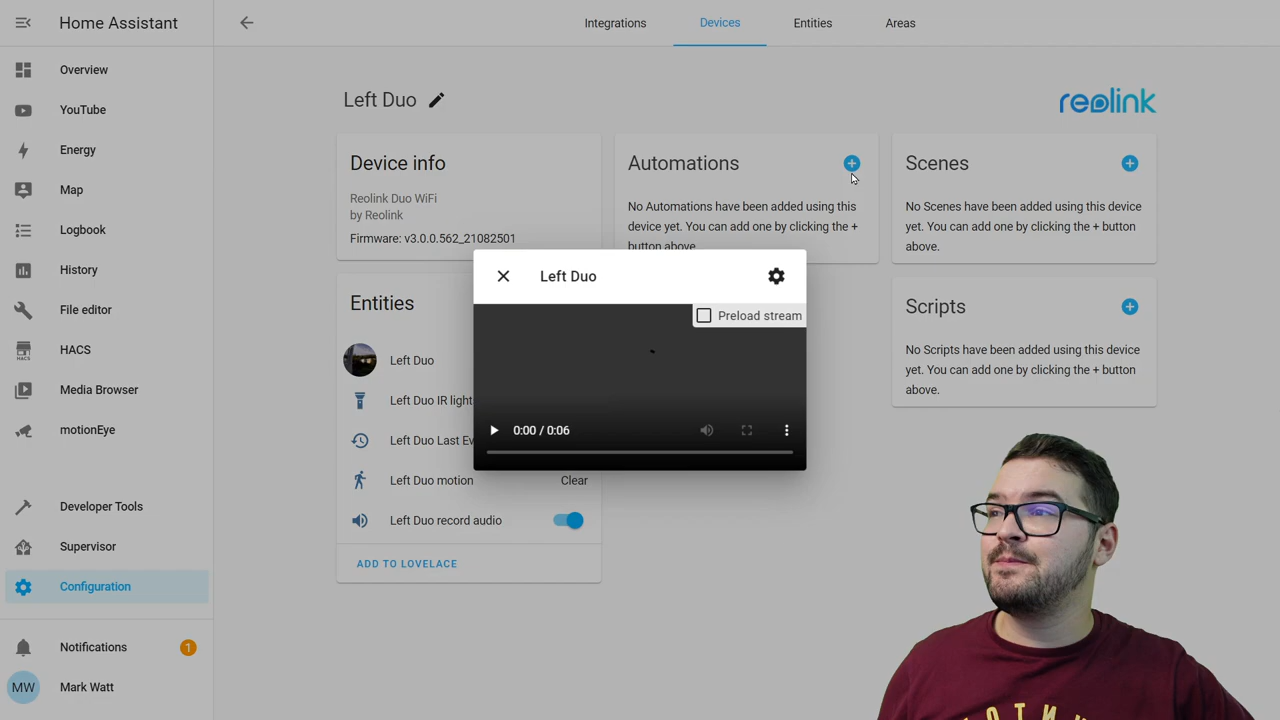 Home Assistant
Integrations
Devices
Entities
Areas
Overview
YouTube
Energy
Map
Logbook
History
File editor
HACS
Media Browser
motionEye
Developer Tools
Supervisor
Configuration
Notifications
1
MW
Mark Watt
Left Duo
reolink
Device info
Reolink Duo WiFi
by Reolink
Firmware: v3.0.0.562_21082501
Automations
No Automations have been added using this
device yet. You can add one by clicking the +
button above.
Scenes
No Scenes have been added using this
device yet. You can add one by clicking the + button
above.
Entities
Left Duo
Left Duo IR light
Left Duo Last Ev
Left Duo motion
Clear
Left Duo record audio
ADD TO LOVELACE
Left Duo
Preload stream
0:00 / 0:06
Scripts
No Scripts have been added using this
device yet. You can add one by clicking the + button
above.